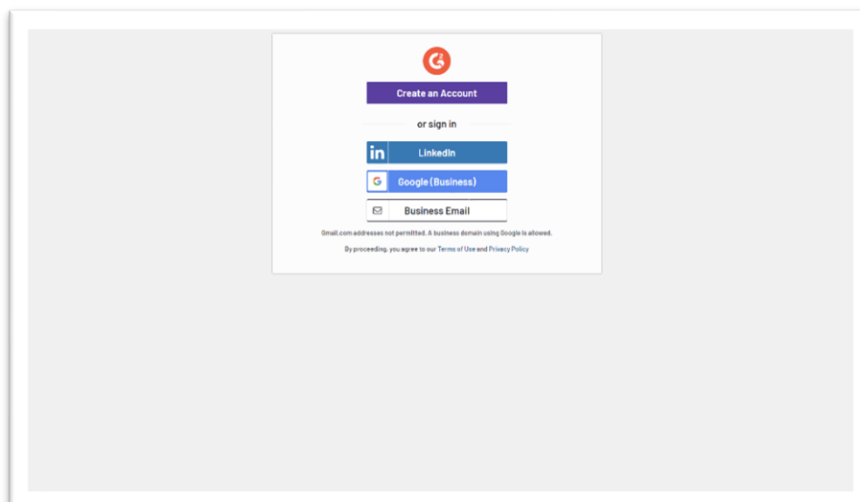 Create an Account
or sign in
in LinkedIn
G Google (Business)
Business Email
Gmail.com addresses not permitted. A business domain using Google is allowed.
By proceeding, you agree to our Terms of Use and Privacy Policy